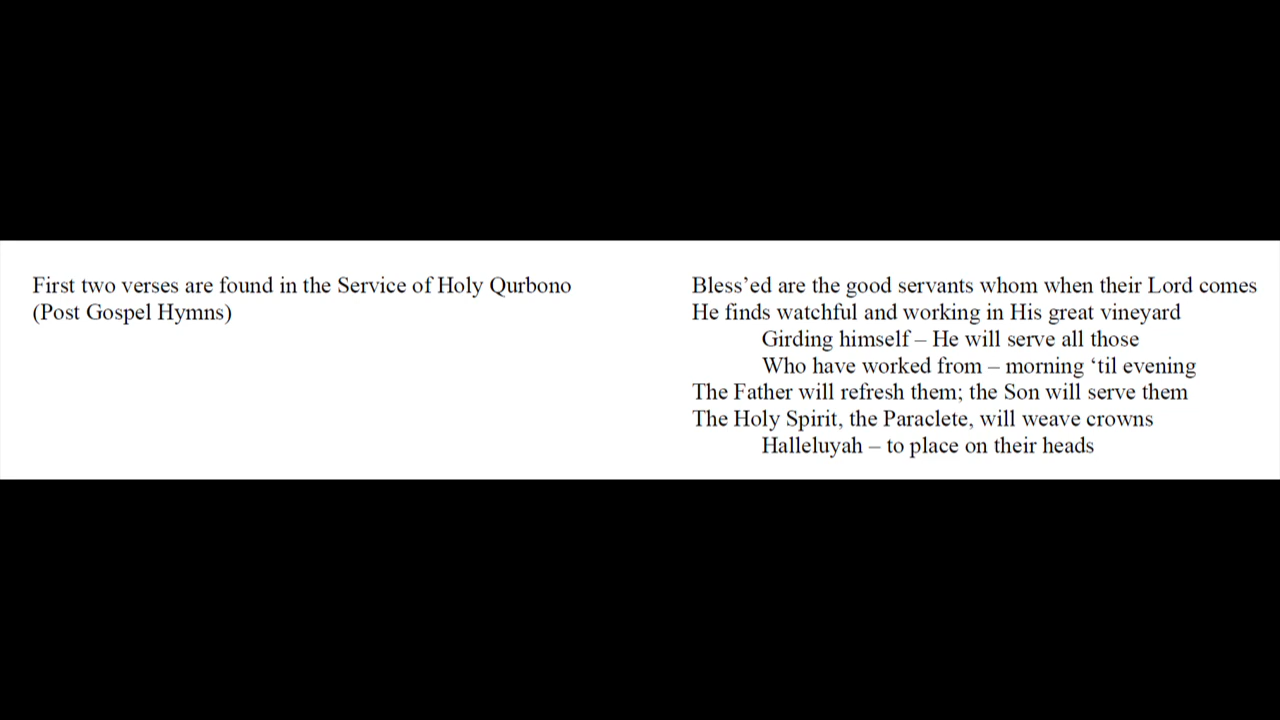 First two verses are found in the Service of Holy Qurbono
(Post Gospel Hymns)
Bless’ed are the good servants whom when their Lord comes
He finds watchful and working in His great vineyard
Girding himself – He will serve all those
Who have worked from – morning ‘til evening
The Father will refresh them; the Son will serve them
The Holy Spirit, the Paraclete, will weave crowns
Halleluyah – to place on their heads